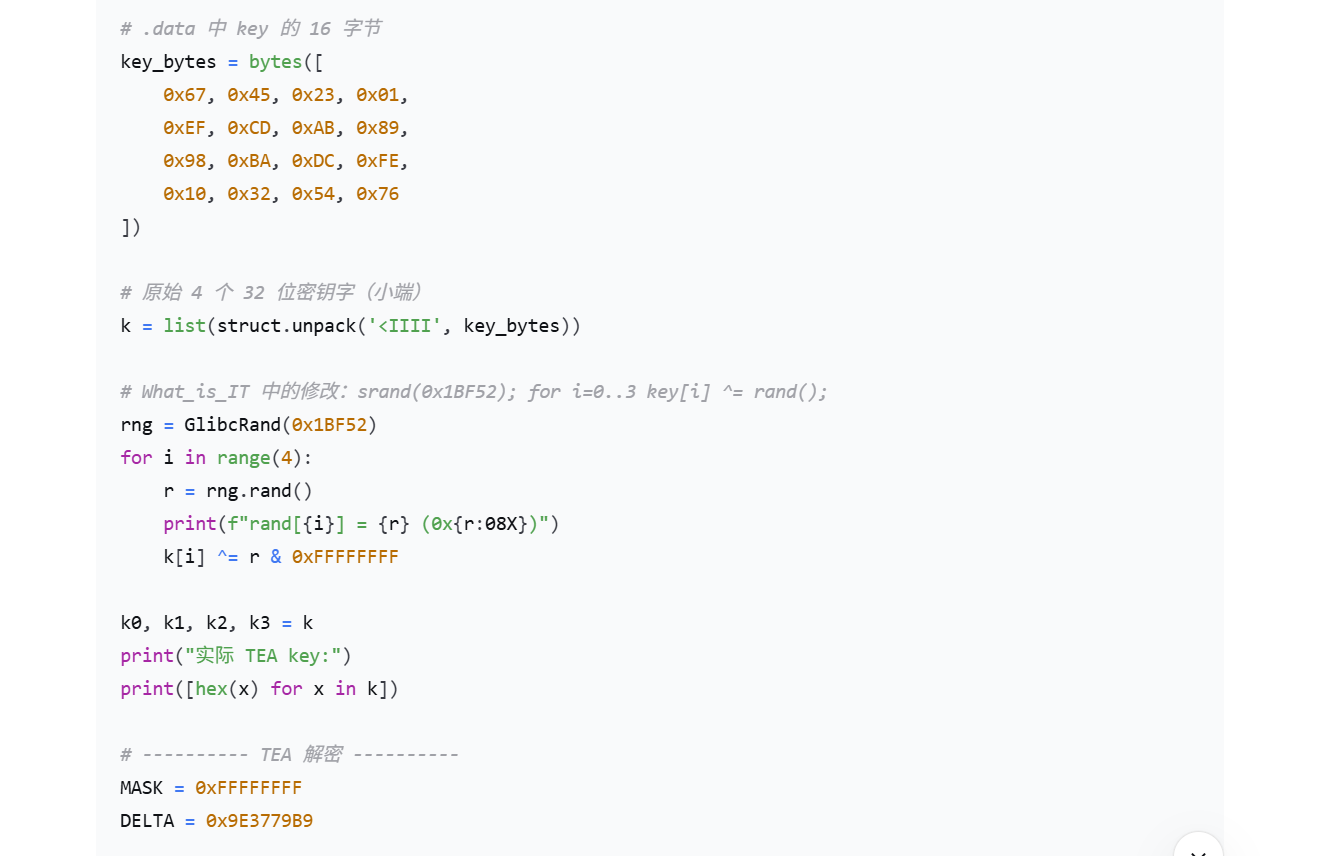 # .data 中 key 的 16 字节
key_bytes = bytes([
    0x67, 0x45, 0x23, 0x01,
    0xEF, 0xCD, 0xAB, 0x89,
    0x98, 0xBA, 0xDC, 0xFE,
    0x10, 0x32, 0x54, 0x76
])
# 原始 4 个 32 位密钥字（小端）
k = list(struct.unpack('<IIII', key_bytes))
# What_is_IT 中的修改：srand(0x1BF52); for i=0..3 key[i] ^= rand();
rng = GlibcRand(0x1BF52)
for i in range(4):
    r = rng.rand()
    print(f"rand[{i}] = {r} (0x{r:08X})")
    k[i] ^= r & 0xFFFFFFFF
k0, k1, k2, k3 = k
print("实际 TEA key:")
print([hex(x) for x in k])
# ---------- TEA 解密 ----------
MASK = 0xFFFFFFFF
DELTA = 0x9E3779B9